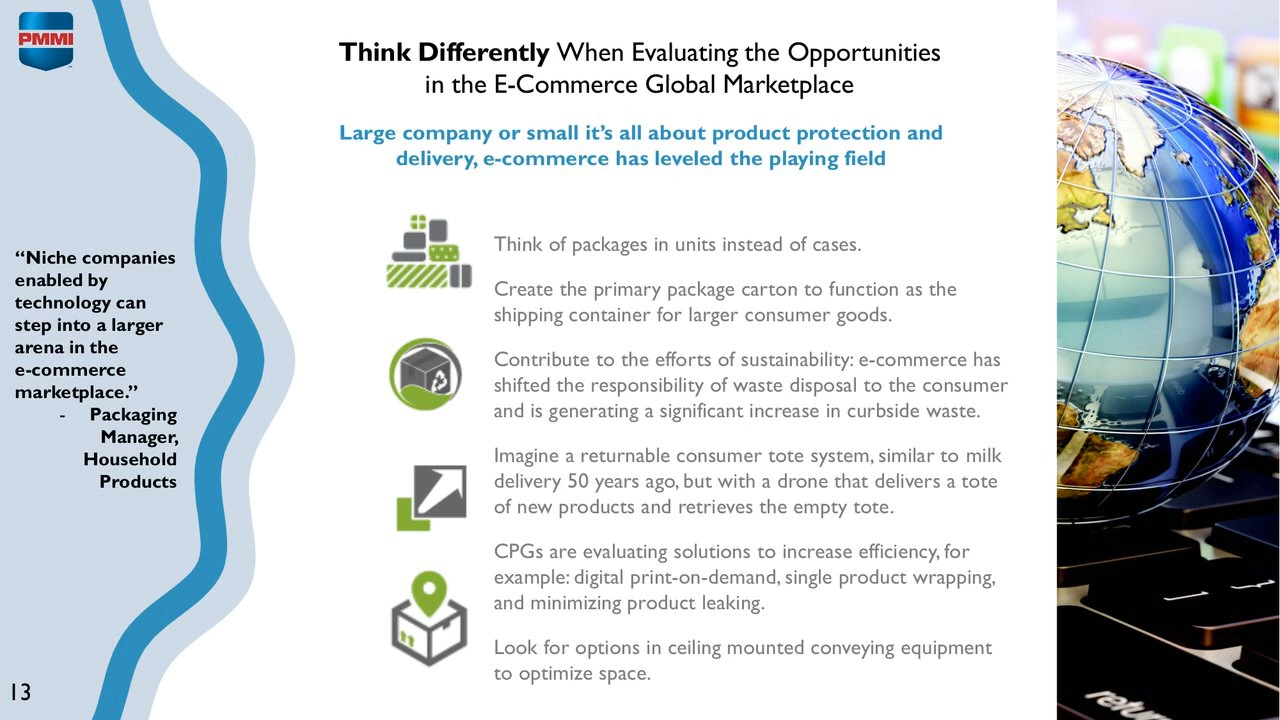 PMMI
Think Differently When Evaluating the Opportunities
in the E-Commerce Global Marketplace
Large company or small it's all about product protection and
delivery, e-commerce has leveled the playing field
“Niche companies
enabled by
technology can
step into a larger
arena in the
e-commerce
marketplace.”
- Packaging
Manager,
Household
Products
Think of packages in units instead of cases.
Create the primary package carton to function as the
shipping container for larger consumer goods.
Contribute to the efforts of sustainability: e-commerce has
shifted the responsibility of waste disposal to the consumer
and is generating a significant increase in curbside waste.
Imagine a returnable consumer tote system, similar to milk
delivery 50 years ago, but with a drone that delivers a tote
of new products and retrieves the empty tote.
CPGs are evaluating solutions to increase efficiency, for
example: digital print-on-demand, single product wrapping,
and minimizing product leaking.
Look for options in ceiling mounted conveying equipment
to optimize space.
13